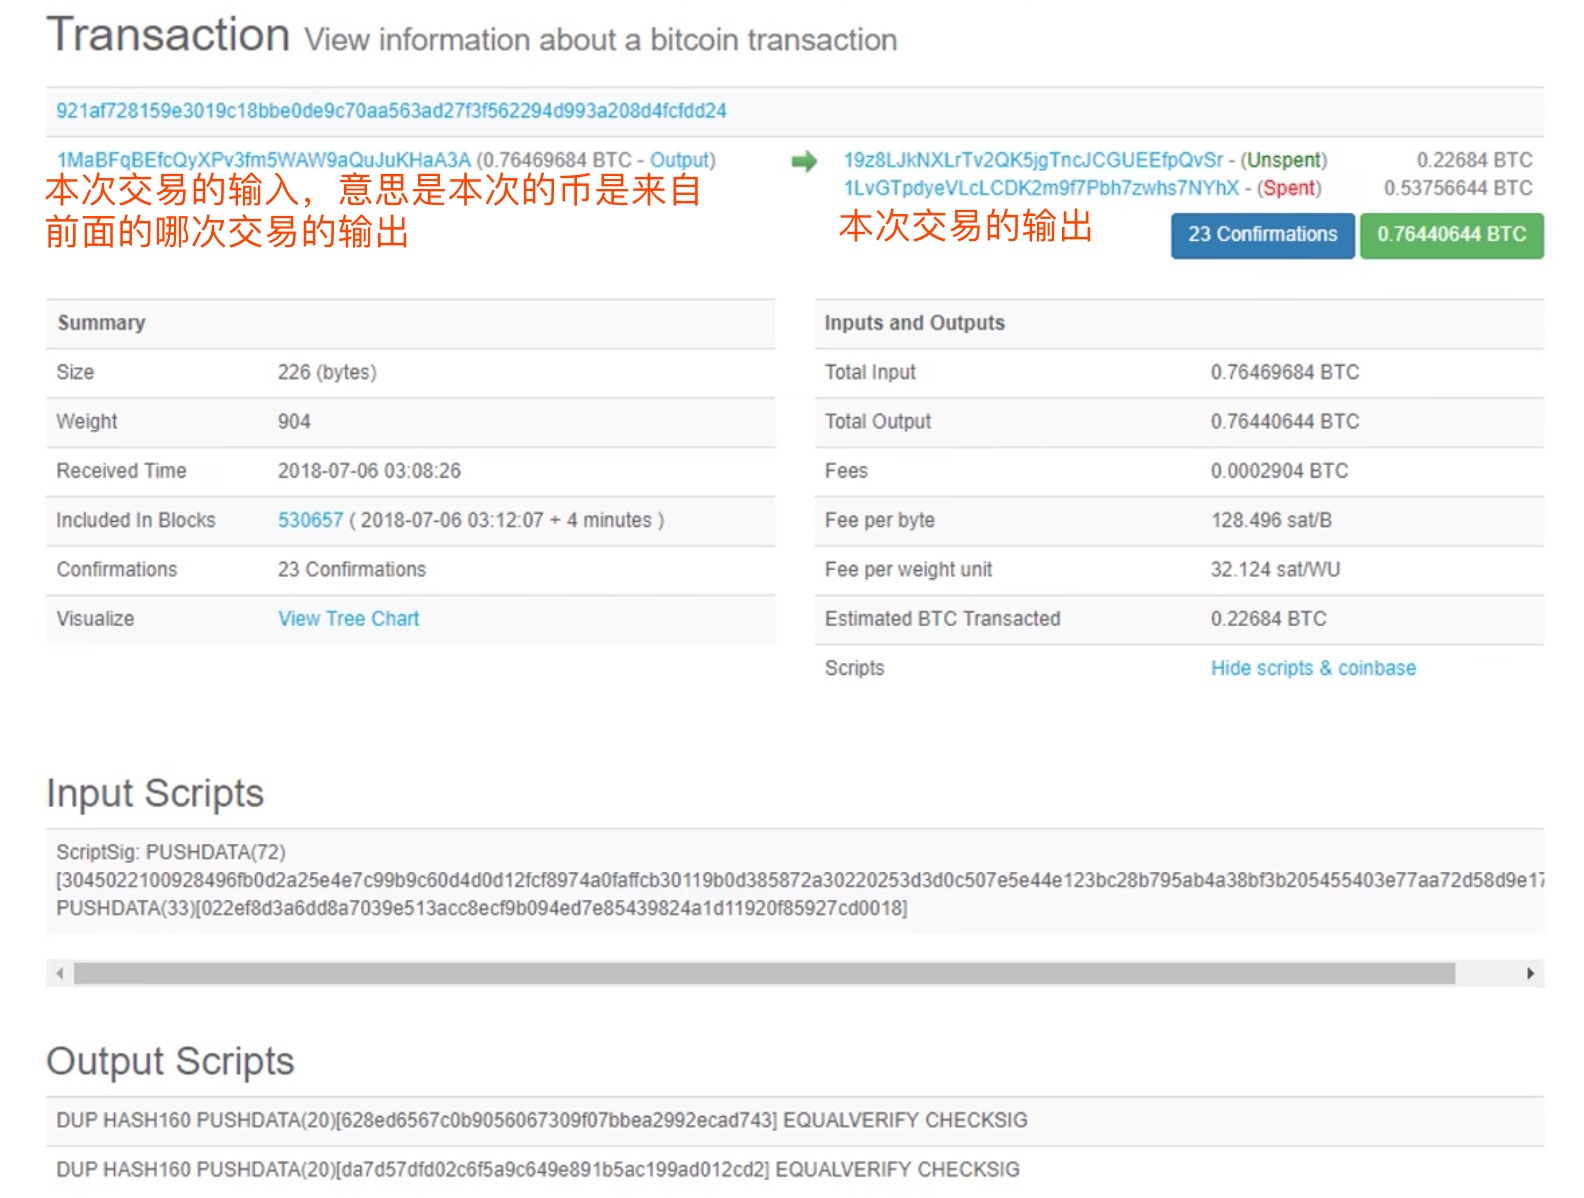 Transaction View information about a bitcoin transaction
921af728159e3019c18bbe0de9c70aa563ad27f3f562294d993a208d4fcfdd24
1MaBFqBEfcQyXPv3fm5WAW9aQuJuKHaA3A (0.76469684 BTC - Output)
本次交易的输入，意思是本次的币是来自
前面的哪次交易的输出
19z8LJkNXLrTv2QK5jgTncJCGUEEfpQvSr - (Unspent) 0.22684 BTC
1LvGTpdyeVLcLCDK2m9f7Pbh7zwhs7NYhX - (Spent) 0.53756644 BTC
本次交易的输出
23 Confirmations 0.76440644 BTC
Summary
Size 226 (bytes)
Weight 904
Received Time 2018-07-06 03:08:26
Included In Blocks 530657 ( 2018-07-06 03:12:07 + 4 minutes )
Confirmations 23 Confirmations
Visualize View Tree Chart
Inputs and Outputs
Total Input 0.76469684 BTC
Total Output 0.76440644 BTC
Fees 0.0002904 BTC
Fee per byte 128.496 sat/B
Fee per weight unit 32.124 sat/WU
Estimated BTC Transacted 0.22684 BTC
Scripts Hide scripts & coinbase
Input Scripts
ScriptSig: PUSHDATA(72)
[3045022100928496fb0d2a25e4e7c99b9c60d4d0d12fcf8974a0faffcb30119b0d385872a30220253d3d0c507e5e44e123bc28b795ab4a38bf3b205455403e77aa72d58d9e17
PUSHDATA(33)[022ef8d3a6dd8a7039e513acc8ecf9b094ed7e85439824a1d11920f85927cd0018]
Output Scripts
DUP HASH160 PUSHDATA(20)[628ed6567c0b9056067309f07bbea2992ecad743] EQUALVERIFY CHECKSIG
DUP HASH160 PUSHDATA(20)[da7d57dfd02c6f5a9c649e891b5ac199ad012cd2] EQUALVERIFY CHECKSIG